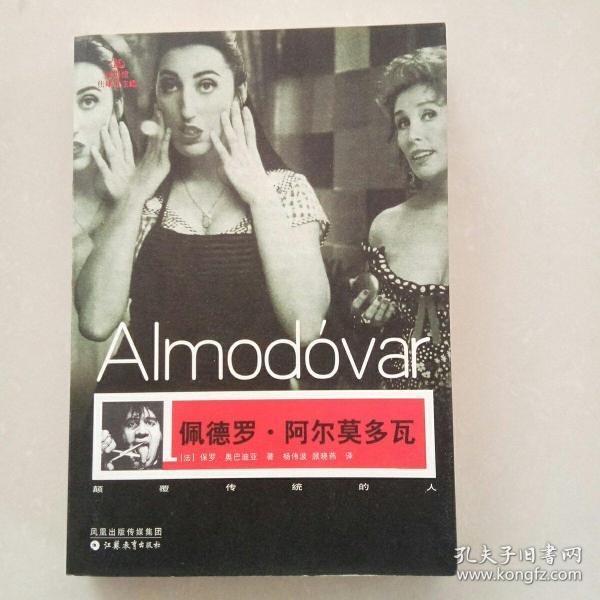 Almodóvar
佩德罗·阿尔莫多瓦
[法] 保罗 奥巴迪亚 著 杨伟波 顾晓燕 译
颠覆传统的人
凤凰出版传媒集团
江苏教育出版社
孔夫子旧书网
www.kongfz.com